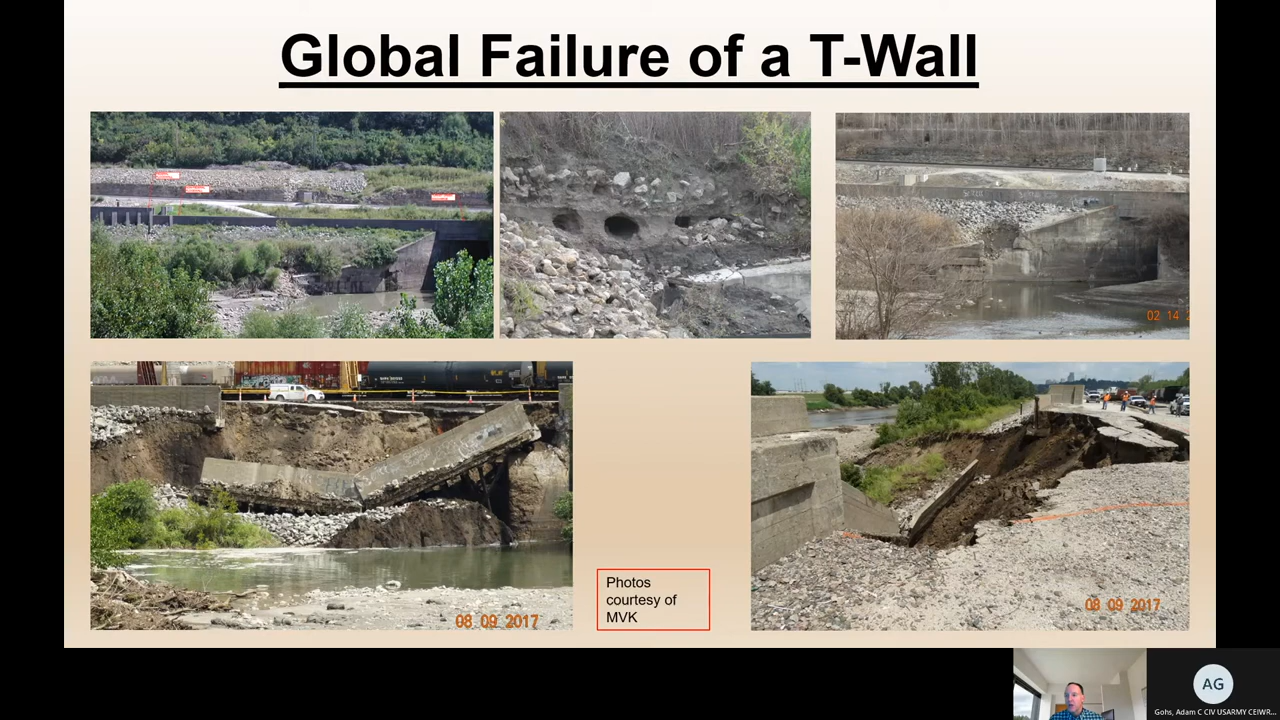 Global Failure of a T-Wall
02 14 2
08 09 2017
Photos
courtesy of
MVK
08 09 2017
AG
Gohs, Adam C CIV USARMY CEIWR...